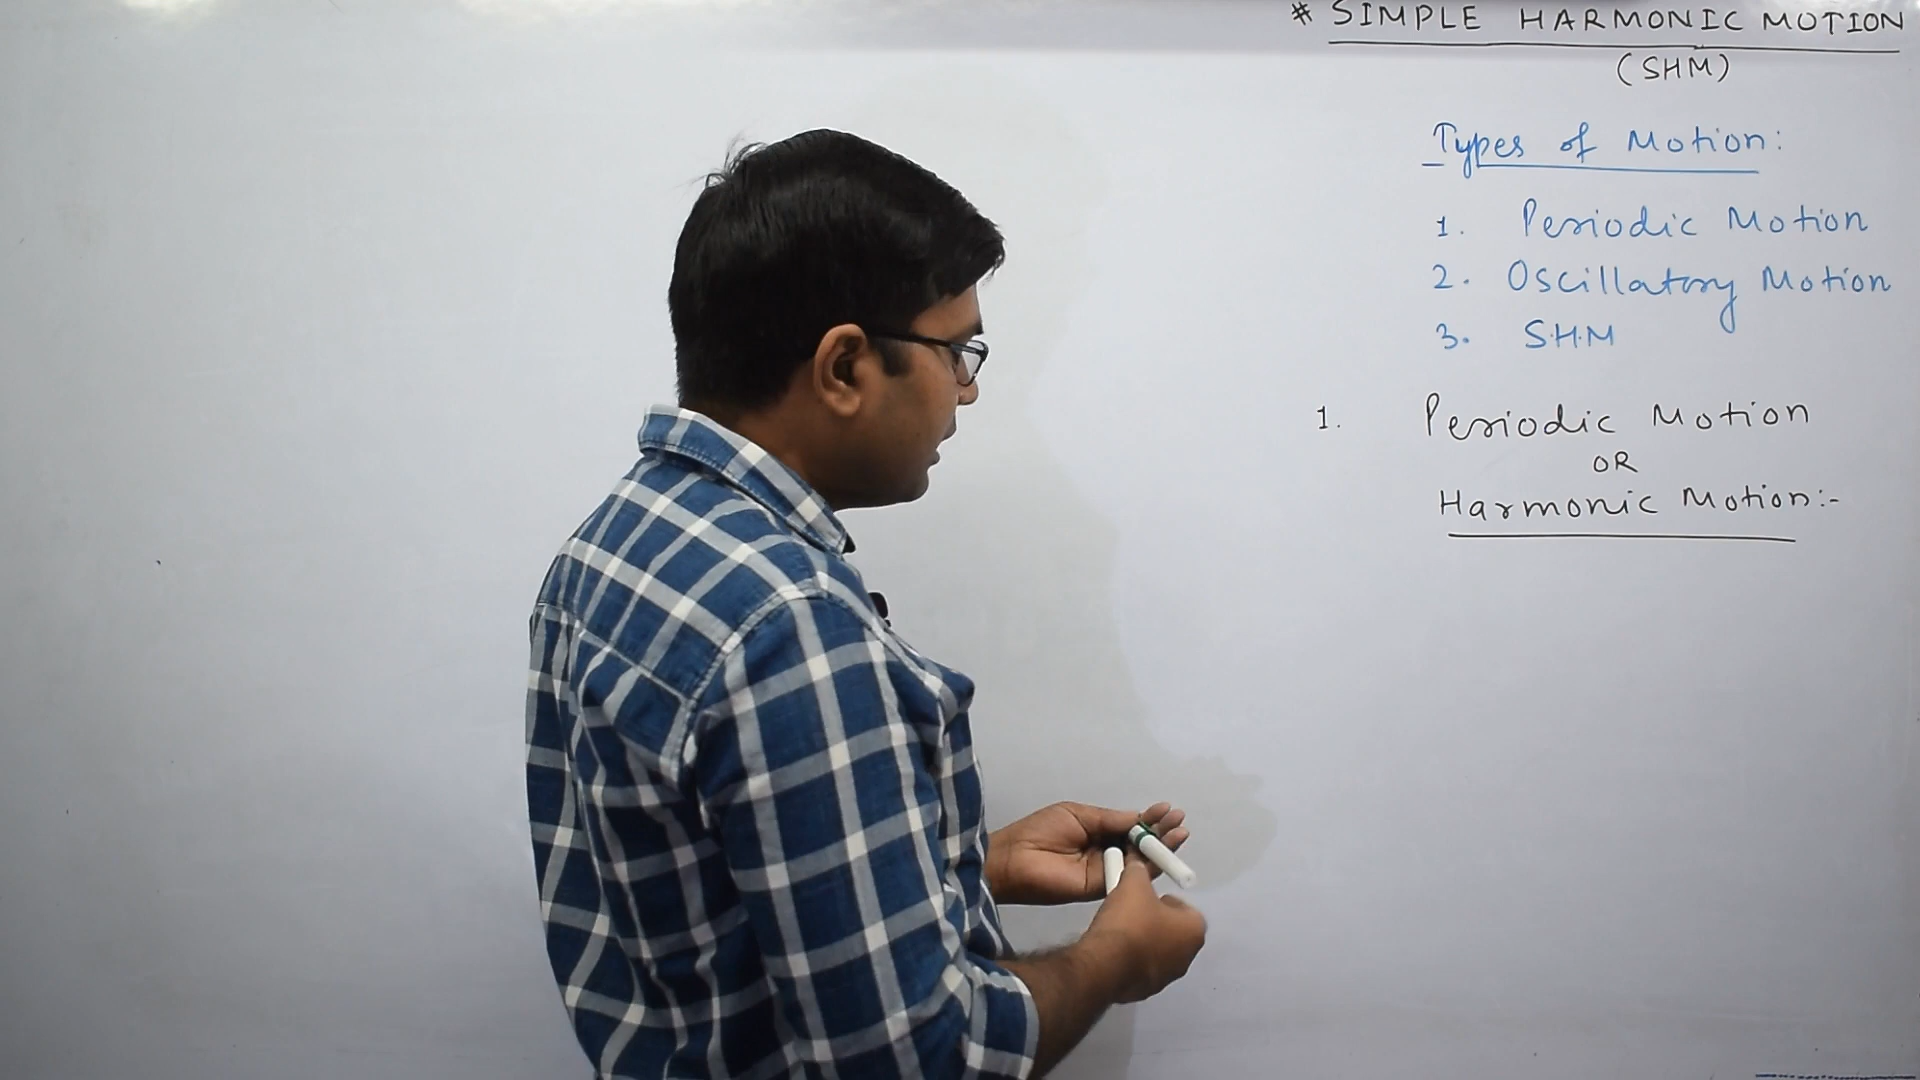 * SIMPLE HARMONIC MOTION
(SHM)
Types of Motion:
1. Periodic Motion
2. Oscillatory Motion
3. S.H.M
1. Periodic Motion
OR
Harmonic Motion:-